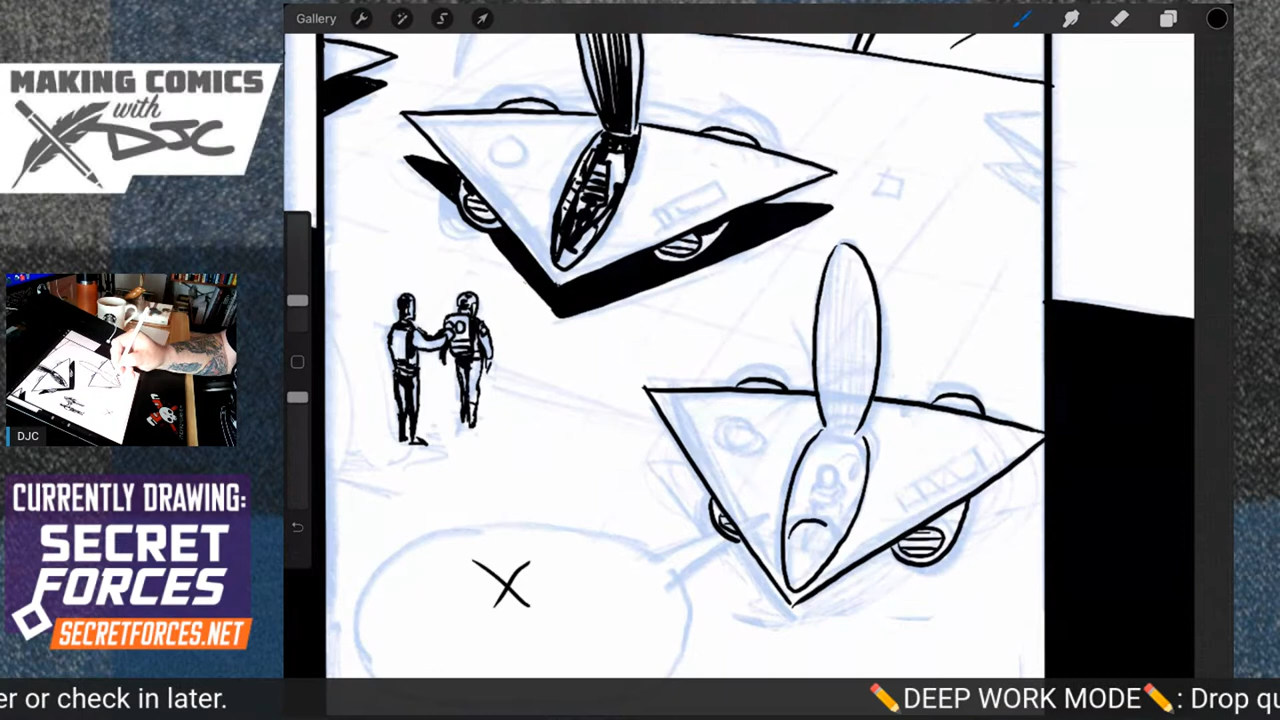 Gallery
MAKING COMICS
with
DJC
DJC
CURRENTLY DRAWING:
SECRET
FORCES
SECRETFORCES.NET
er or check in later.
✏️DEEP WORK MODE✏️: Drop qu